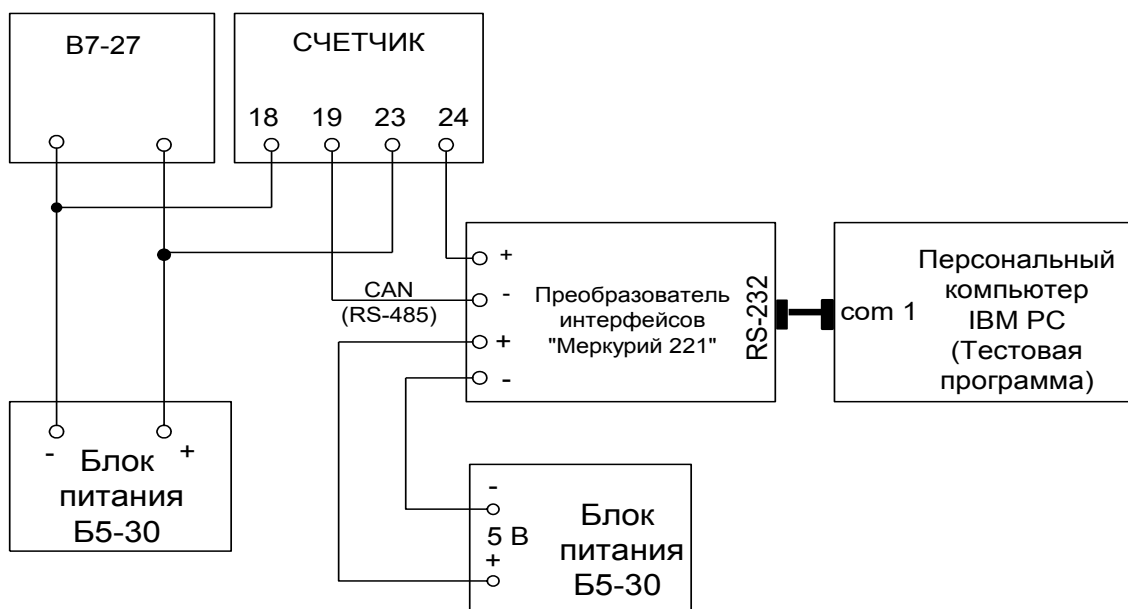 В7-27
СЧЕТЧИК
18 19 23 24
CAN
(RS-485)
+
-
+
-
Преобразователь
интерфейсов
"Меркурий 221"
RS-232
com 1
Персональный
компьютер
IBM PC
(Тестовая
программа)
- +
Блок
питания
Б5-30
-
5 В
+
Блок
питания
Б5-30